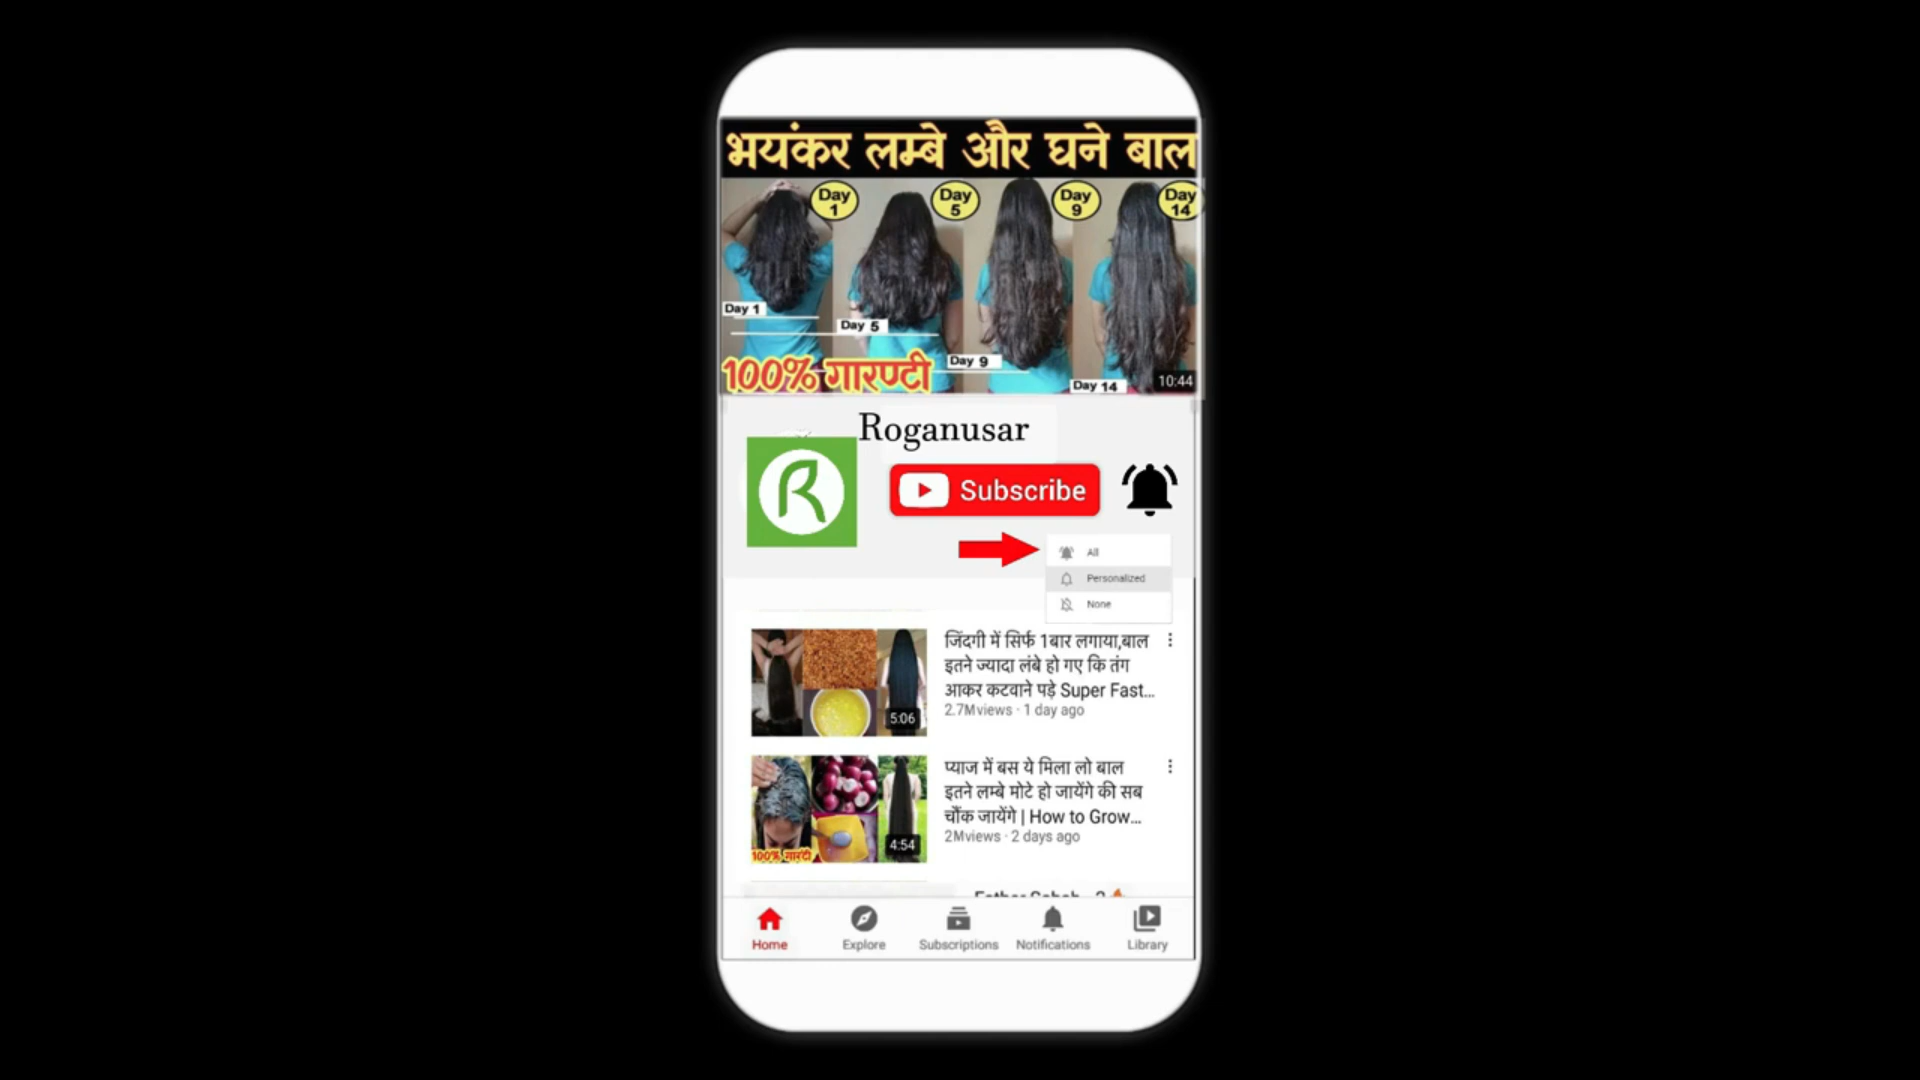 भयंकर लम्बे और घने बाल
Day 1
Day 5
Day 9
Day 14
Day 1
Day 5
Day 9
Day 14
100% गारण्टी
10:44
Roganusar
R
Subscribe
All
Personalized
None
जिंदगी में सिर्फ 1बार लगाया,बाल
इतने ज्यादा लंबे हो गए कि तंग
आकर कटवाने पड़े Super Fast...
2.7Mviews · 1 day ago
5:06
प्याज में बस ये मिला लो बाल
इतने लम्बे मोटे हो जायेंगे की सब
चौंक जायेंगे | How to Grow...
2Mviews · 2 days ago
4:54
100% गारंटी
Home
Explore
Subscriptions
Notifications
Library